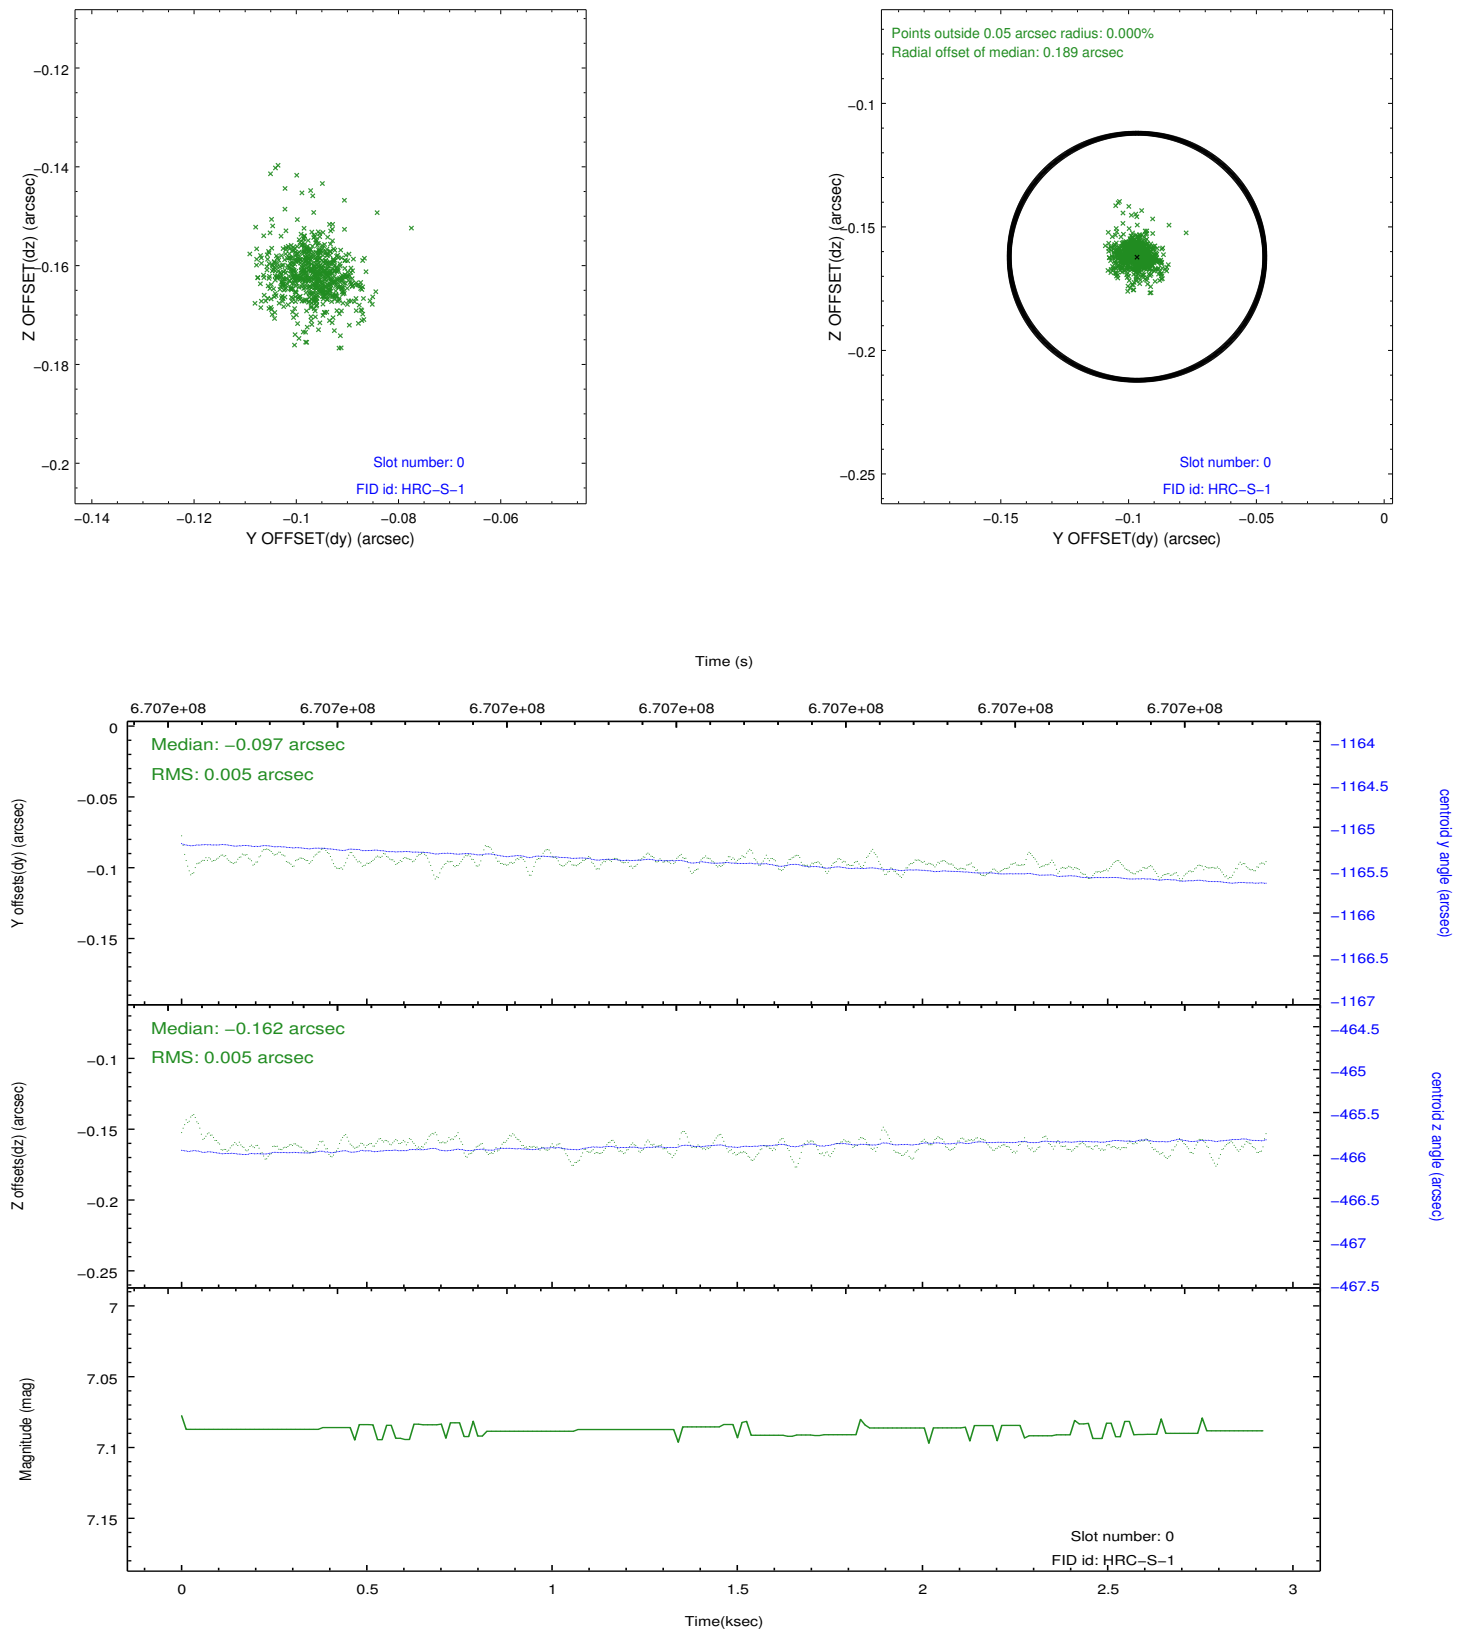 −0.12
−0.14
−0.16
−0.18
−0.2
Z OFFSET(dz) (arcsec)
−0.14 −0.12 −0.1 −0.08 −0.06
Y OFFSET(dy) (arcsec)
Slot number: 0
FID id: HRC−S−1
Points outside 0.05 arcsec radius: 0.000%
Radial offset of median: 0.189 arcsec
−0.1
−0.15
−0.2
−0.25
Z OFFSET(dz) (arcsec)
Slot number: 0
FID id: HRC−S−1
−0.15 −0.1 −0.05 0
Y OFFSET(dy) (arcsec)
Time (s)
6.707e+08 6.707e+08 6.707e+08 6.707e+08 6.707e+08 6.707e+08 6.707e+08
Median: −0.097 arcsec
RMS: 0.005 arcsec
0
−0.05
−0.1
−0.15
Y offsets(dy) (arcsec)
−1164
−1164.5
−1165
−1165.5
−1166
−1166.5
−1167
centroid y angle (arcsec)
Median: −0.162 arcsec
RMS: 0.005 arcsec
−0.1
−0.15
−0.2
−0.25
Z offsets(dz) (arcsec)
−464.5
−465
−465.5
−466
−466.5
−467
−467.5
centroid z angle (arcsec)
7
7.05
7.1
7.15
Magnitude (mag)
Slot number: 0
FID id: HRC−S−1
0 0.5 1 1.5 2 2.5 3
Time(ksec)